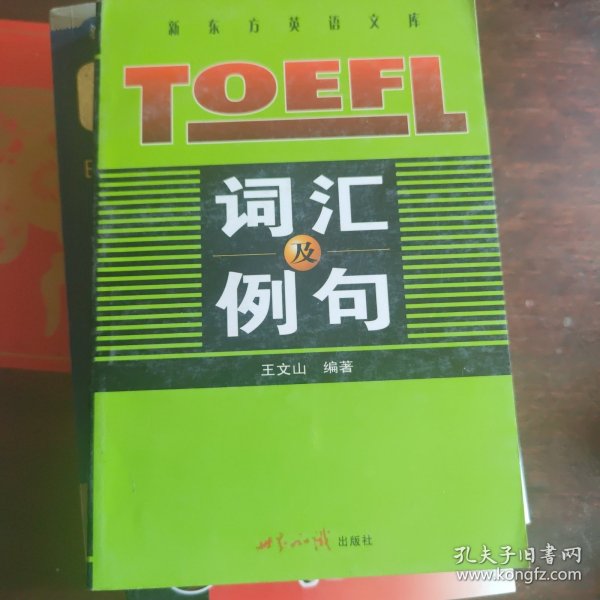 新东方英语文库
TOEFL
词汇
及
例句
王文山 编著
世界知识出版社
孔夫子旧书网
www.kongfz.com